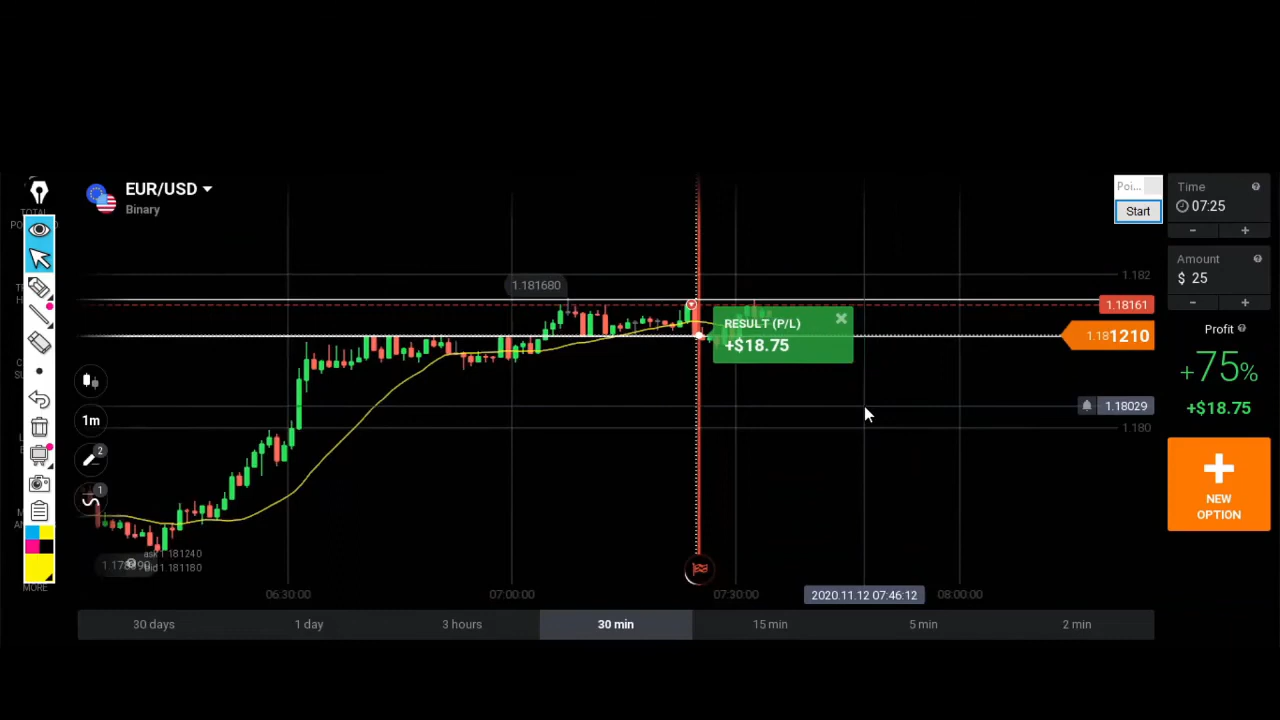 EUR/USD
Binary
Poi...
Start
Time
07:25
Amount
$ 25
Profit
+75%
+$18.75
NEW
OPTION
1.182
1.18161
1.181210
1.18029
1.180
1.181680
RESULT (P/L)
+$18.75
1m
2
1
ask 1.181240
bid 1.181180
06:30:00
07:00:00
07:30:00
2020.11.12 07:46:12
08:00:00
30 days
1 day
3 hours
30 min
15 min
5 min
2 min
MORE